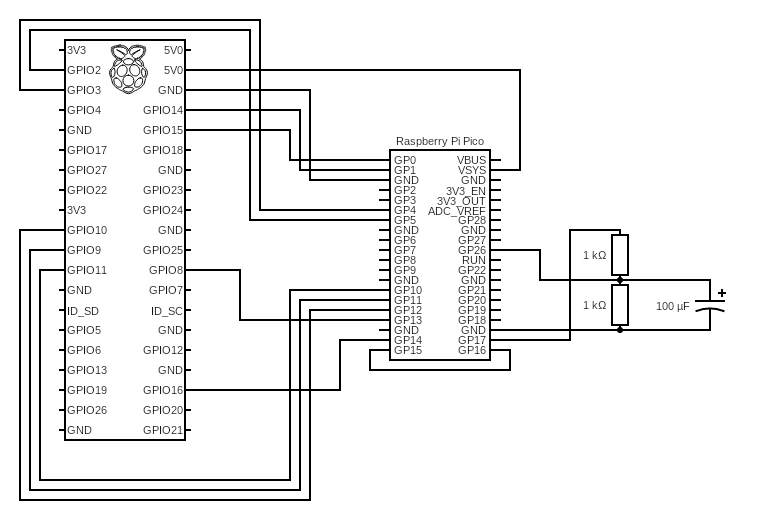 3V3 5V0
GPIO2 5V0
GPIO3 GND
GPIO4 GPIO14
GND GPIO15
GPIO17 GPIO18
GPIO27 GND
GPIO22 GPIO23
3V3 GPIO24
GPIO10 GND
GPIO9 GPIO25
GPIO11 GPIO8
GND GPIO7
ID_SD ID_SC
GPIO5 GND
GPIO6 GPIO12
GPIO13 GND
GPIO19 GPIO16
GPIO26 GPIO20
GND GPIO21
Raspberry Pi Pico
GP0 VBUS
GP1 VSYS
GND GND
GP2 3V3_EN
GP3 3V3_OUT
GP4 ADC_VREF
GP5 GP28
GND GND
GP6 GP27
GP7 GP26
GP8 RUN
GP9 GP22
GND GND
GP10 GP21
GP11 GP20
GP12 GP19
GP13 GP18
GND GND
GP14 GP17
GP15 GP16
1 kΩ
1 kΩ
100 µF
+